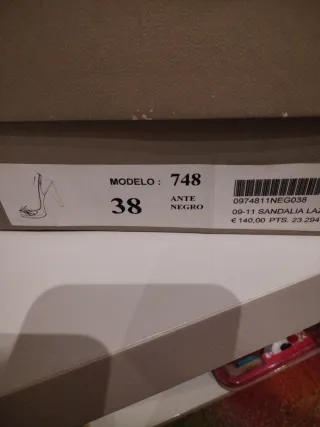 MODELO : 748
38 ANTE NEGRO
0974811NEG038
09-11 SANDALIA LAZ
€ 140,00 PTS. 23.294